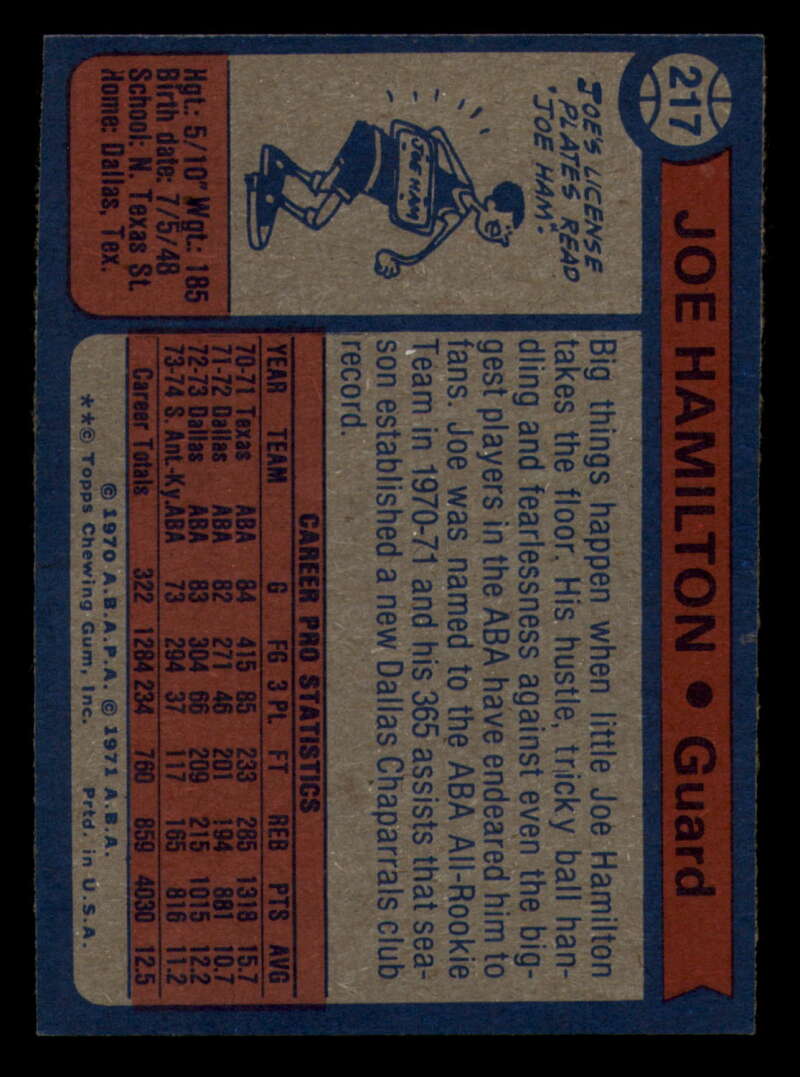 217
JOE HAMILTON • Guard
JOE'S LICENSE
PLATES READ
"JOE HAM".
JOE HAM
Hgt.: 5/10" Wgt.: 185
Birth date: 7/5/48
School: N. Texas St.
Home: Dallas, Tex.
Big things happen when little Joe Hamilton
takes the floor. His hustle, tricky ball han-
dling and fearlessness against even the big-
gest players in the ABA have endeared him to
fans. Joe was named to the ABA All-Rookie
Team in 1970-71 and his 365 assists that sea-
son established a new Dallas Chaparrals club
record.
CAREER PRO STATISTICS
YEAR TEAM G FG 3 PL FT REB PTS AVG
70-71 Texas ABA 84 415 85 233 285 1318 15.7
71-72 Dallas ABA 82 271 46 201 194 881 10.7
72-73 Dallas ABA 83 304 66 209 215 1015 12.2
73-74 S. Ant.-Ky. ABA 73 294 37 117 165 816 11.2
Career Totals 322 1284 234 760 859 4030 12.5
© 1970 A.B.A.P.A. © 1971 A.B.A.
**© Topps Chewing Gum, Inc. Prtd. in U.S.A.